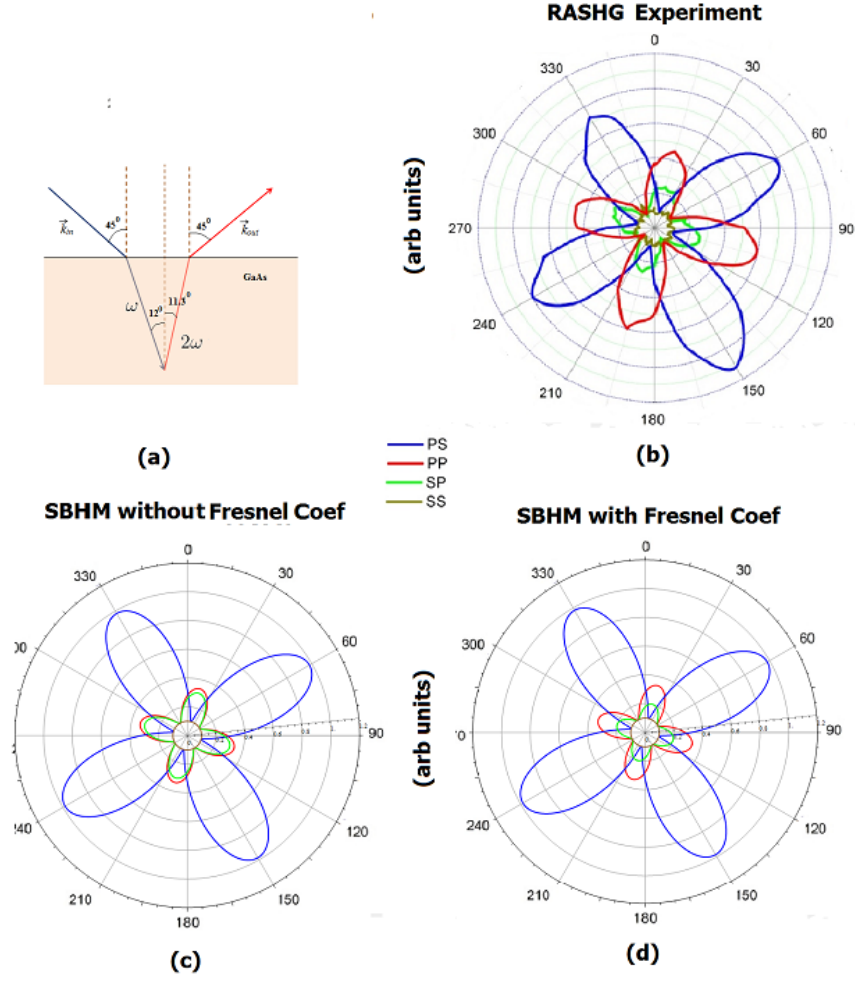 RASHG Experiment
0
30
60
90
120
150
180
210
240
270
300
330
(arb units)
45⁰
45⁰
k⃗in
k⃗out
GaAs
ω
12⁰
11.3⁰
2ω
(a)
(b)
PS
PP
SP
SS
SBHM without Fresnel Coef
0
30
60
90
120
150
180
210
240
330
(c)
SBHM with Fresnel Coef
0
30
60
90
120
150
180
210
240
300
330
(arb units)
(d)